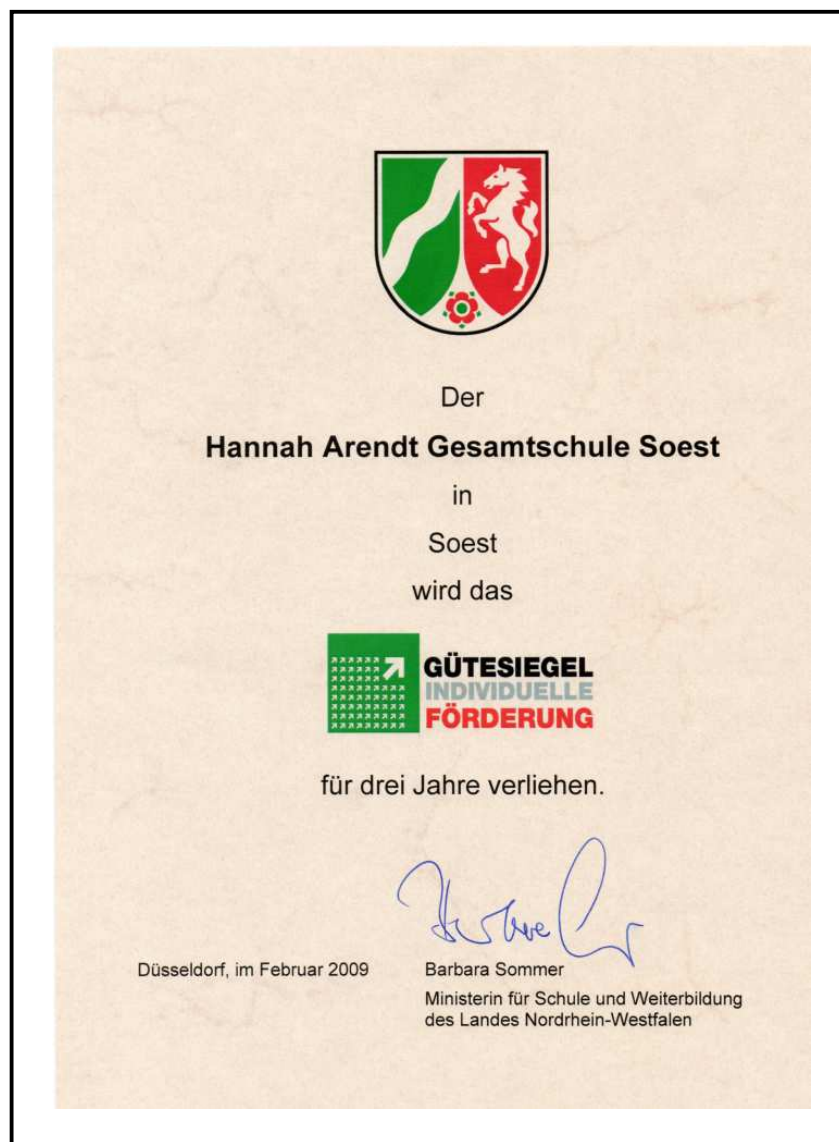 Der
Hannah Arendt Gesamtschule Soest
in
Soest
wird das
GÜTESIEGEL
INDIVIDUELLE
FÖRDERUNG
für drei Jahre verliehen.
Düsseldorf, im Februar 2009
Barbara Sommer
Ministerin für Schule und Weiterbildung
des Landes Nordrhein-Westfalen